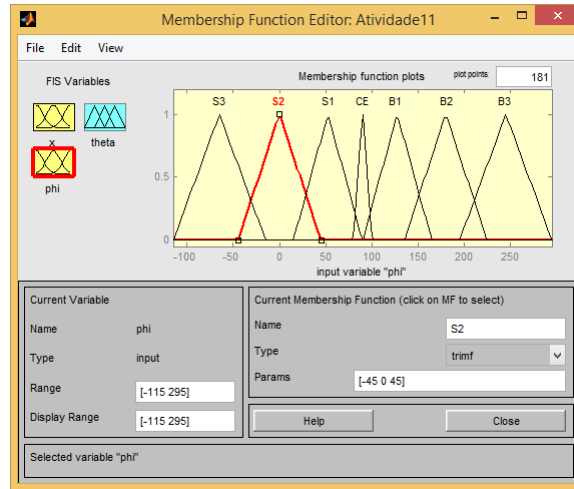 Membership Function Editor: Atividade11
File Edit View
FIS Variables
x
theta
phi
Membership function plots
plot points
181
S3 S2 S1 CE B1 B2 B3
1
0.5
0
-100 -50 0 50 100 150 200 250
input variable "phi"
Current Variable
Name phi
Type input
Range [-115 295]
Display Range [-115 295]
Current Membership Function (click on MF to select)
Name S2
Type trimf
Params [-45 0 45]
Help Close
Selected variable "phi"